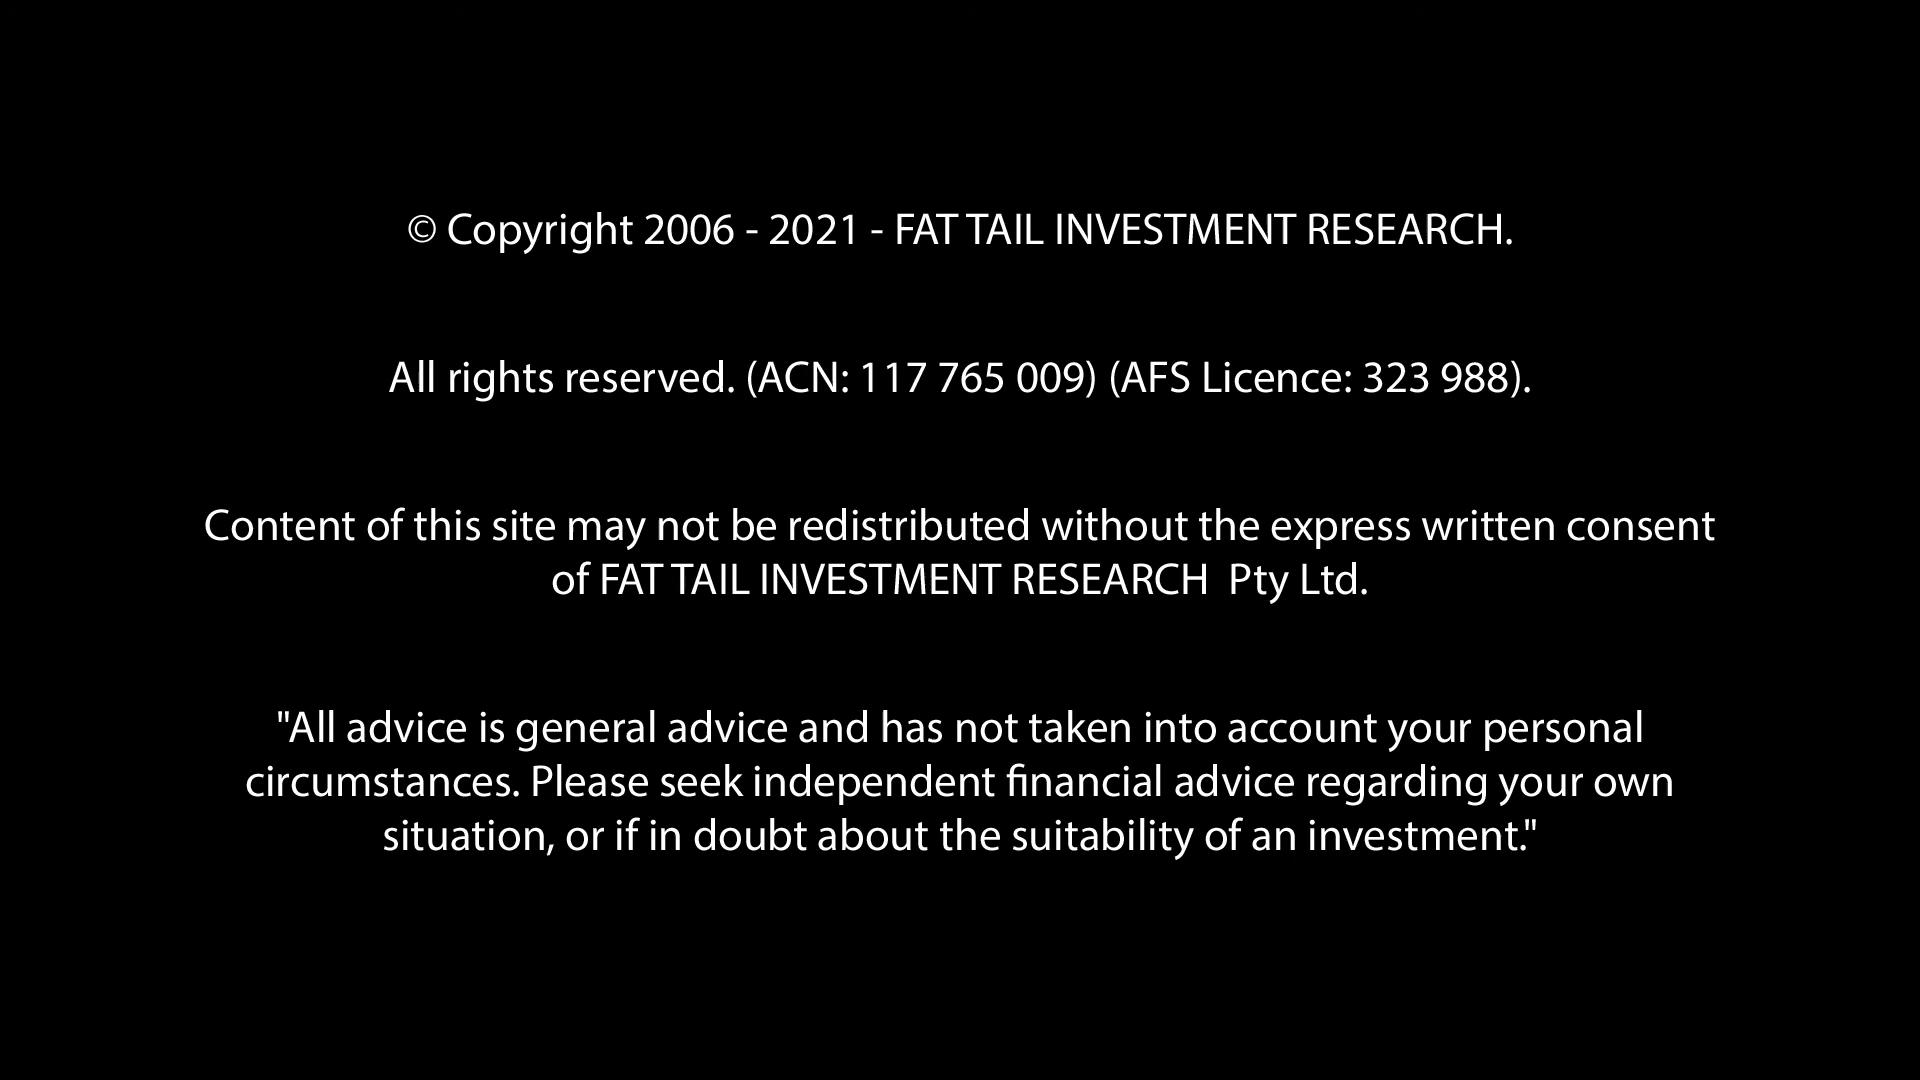 © Copyright 2006 - 2021 - FAT TAIL INVESTMENT RESEARCH.
All rights reserved. (ACN: 117 765 009) (AFS Licence: 323 988).
Content of this site may not be redistributed without the express written consent
of FAT TAIL INVESTMENT RESEARCH  Pty Ltd.
"All advice is general advice and has not taken into account your personal
circumstances. Please seek independent financial advice regarding your own
situation, or if in doubt about the suitability of an investment."